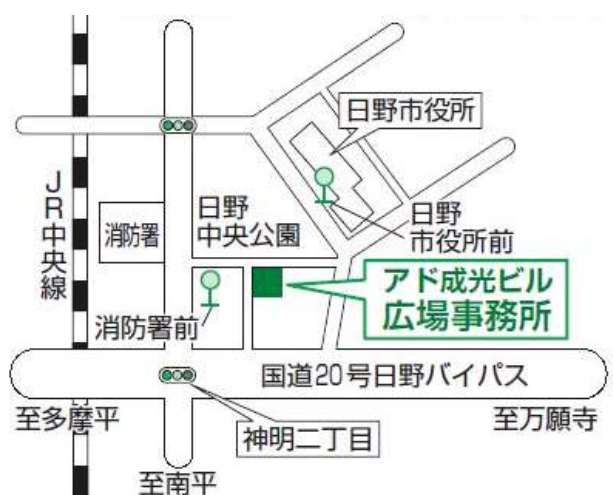 日野市役所
JR中央線
消防署
日野
中央公園
日野
市役所前
アド成光ビル
広場事務所
消防署前
国道20号日野バイパス
至多摩平
至万願寺
神明二丁目
至南平